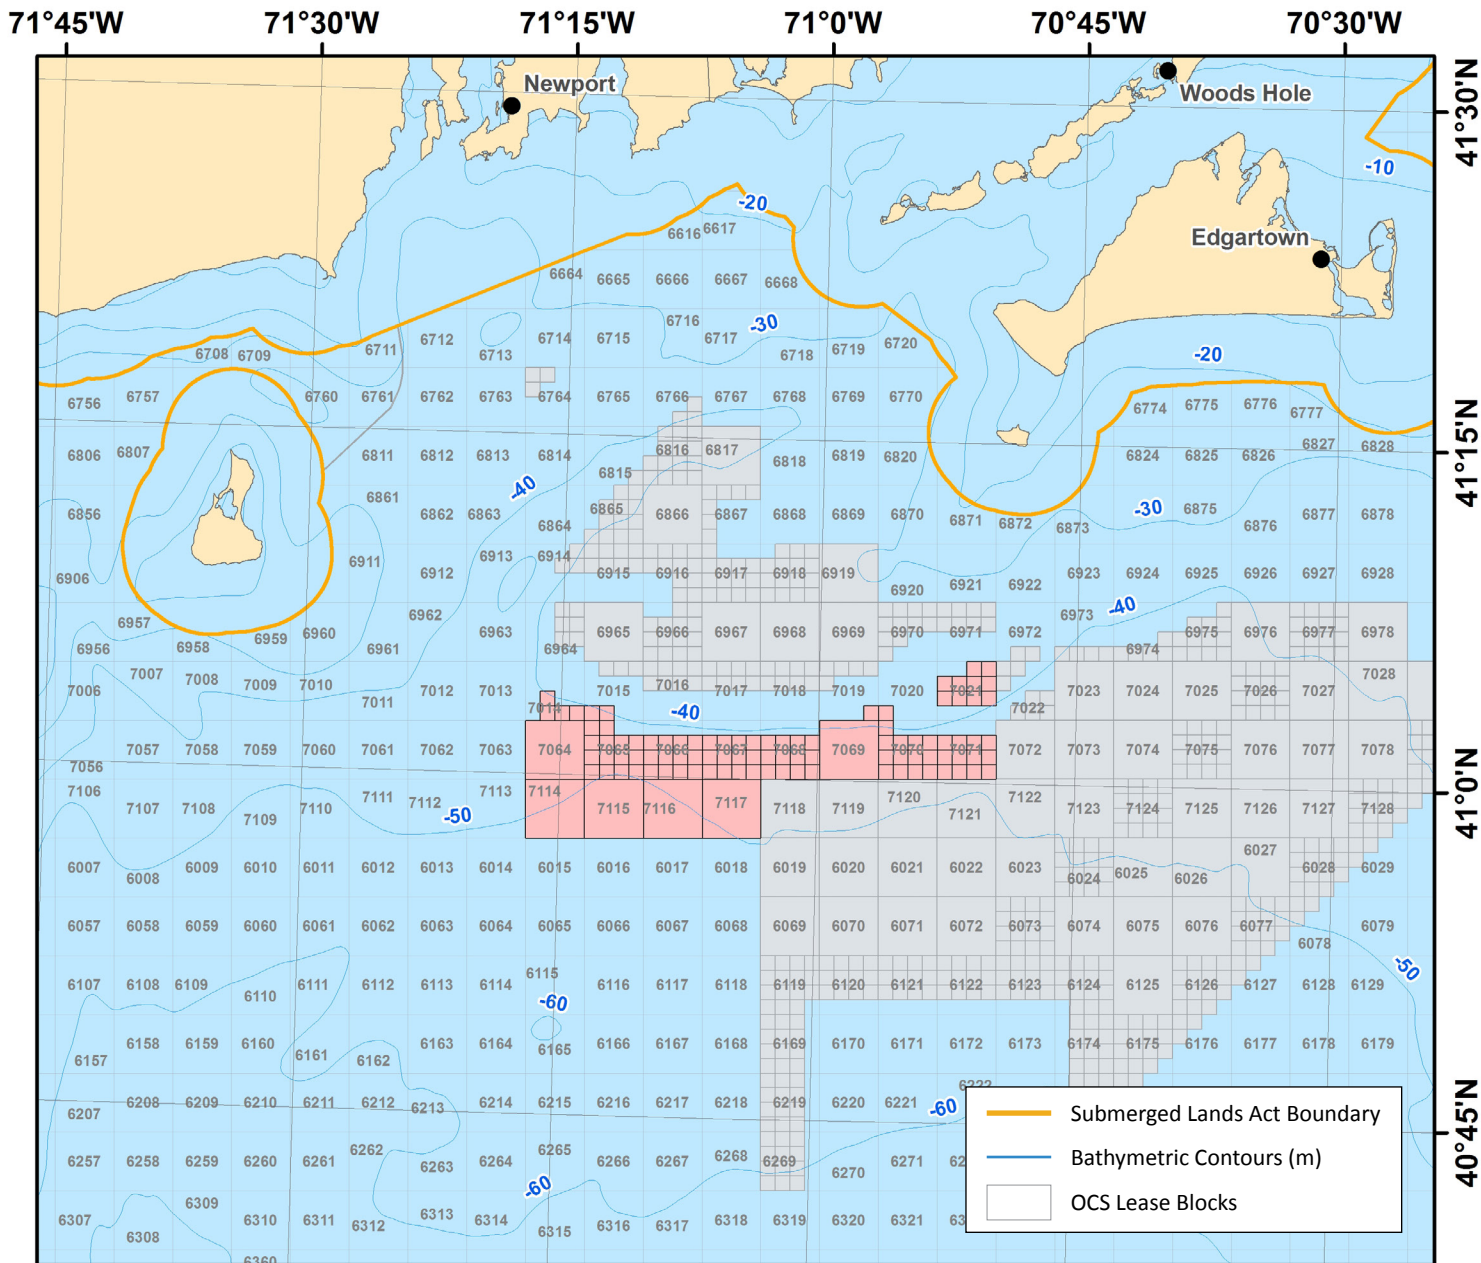 71°45'W 71°30'W 71°15'W 71°0'W 70°45'W 70°30'W
41°30'N
41°15'N
41°0'N
40°45'N
Newport
Woods Hole
Edgartown
-10
-20
6616 6617
6664 6665 6666 6667 6668
6708 6709 6711 6712 6713 6714 6715 6716 6717 -30 6718 6719 6720 -20
6756 6757 6760 6761 6762 6763 6764 6765 6766 6767 6768 6769 6770 6774 6775 6776 6777
6806 6807 6811 6812 6813 6814 6815 6816 6817 6818 6819 6820 6824 6825 6826 6827 6828
-40
6856 6861 6862 6863 6864 6865 6866 6867 6868 6869 6870 6871 6872 6873 -30 6875 6876 6877 6878
6906 6911 6912 6913 6914 6915 6916 6917 6918 6919 6920 6921 6922 6923 6924 6925 6926 6927 6928
-40
6956 6957 6958 6959 6960 6961 6962 6963 6964 6965 6966 6967 6968 6969 6970 6971 6972 6973 6974 6975 6976 6977 6978
7006 7007 7008 7009 7010 7011 7012 7013 7014 7015 7016 7017 7018 7019 7020 7021 7022 7023 7024 7025 7026 7027 7028
-40
7056 7057 7058 7059 7060 7061 7062 7063 7064 7065 7066 7067 7068 7069 7070 7071 7072 7073 7074 7075 7076 7077 7078
7106 7107 7108 7109 7110 7111 7112 7113 7114 7115 7116 7117 7118 7119 7120 7121 7122 7123 7124 7125 7126 7127 7128
-50
6007 6008 6009 6010 6011 6012 6013 6014 6015 6016 6017 6018 6019 6020 6021 6022 6023 6024 6025 6026 6027 6028 6029
6057 6058 6059 6060 6061 6062 6063 6064 6065 6066 6067 6068 6069 6070 6071 6072 6073 6074 6075 6076 6077 6078 6079
-50
6107 6108 6109 6110 6111 6112 6113 6114 6115 6116 6117 6118 6119 6120 6121 6122 6123 6124 6125 6126 6127 6128 6129
-60
6157 6158 6159 6160 6161 6162 6163 6164 6165 6166 6167 6168 6169 6170 6171 6172 6173 6174 6175 6176 6177 6178 6179
6207 6208 6209 6210 6211 6212 6213 6214 6215 6216 6217 6218 6219 6220 6221 -60
6257 6258 6259 6260 6261 6262 6263 6264 6265 6266 6267 6268 6269 6270 6271
-60
6307 6308 6309 6310 6311 6312 6313 6314 6315 6316 6317 6318 6319 6320 6321
Submerged Lands Act Boundary
Bathymetric Contours (m)
OCS Lease Blocks